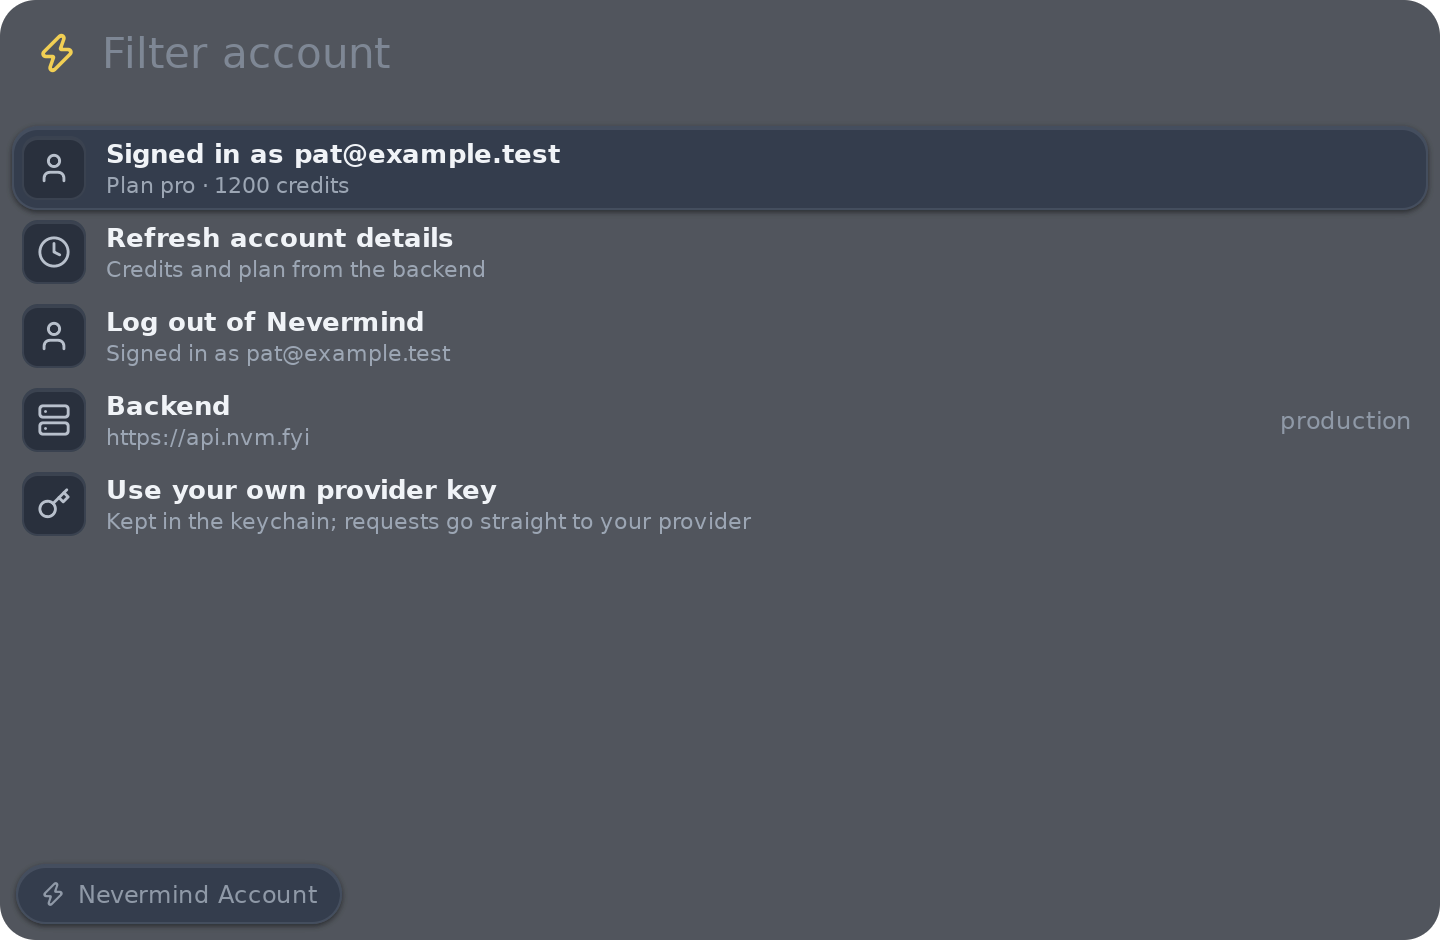 Filter account
Signed in as pat@example.test
Plan pro · 1200 credits
Refresh account details
Credits and plan from the backend
Log out of Nevermind
Signed in as pat@example.test
Backend
https://api.nvm.fyi
production
Use your own provider key
Kept in the keychain; requests go straight to your provider
Nevermind Account